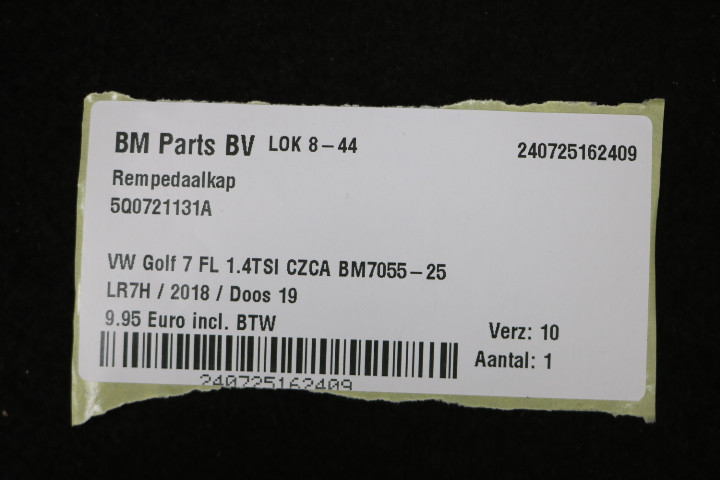 BM Parts BV LOK 8-44 240725162409
Rempedaalkap
5Q0721131A
VW Golf 7 FL 1.4TSI CZCA BM7055-25
LR7H / 2018 / Doos 19
9.95 Euro incl. BTW
Verz: 10
Aantal: 1
240725162409